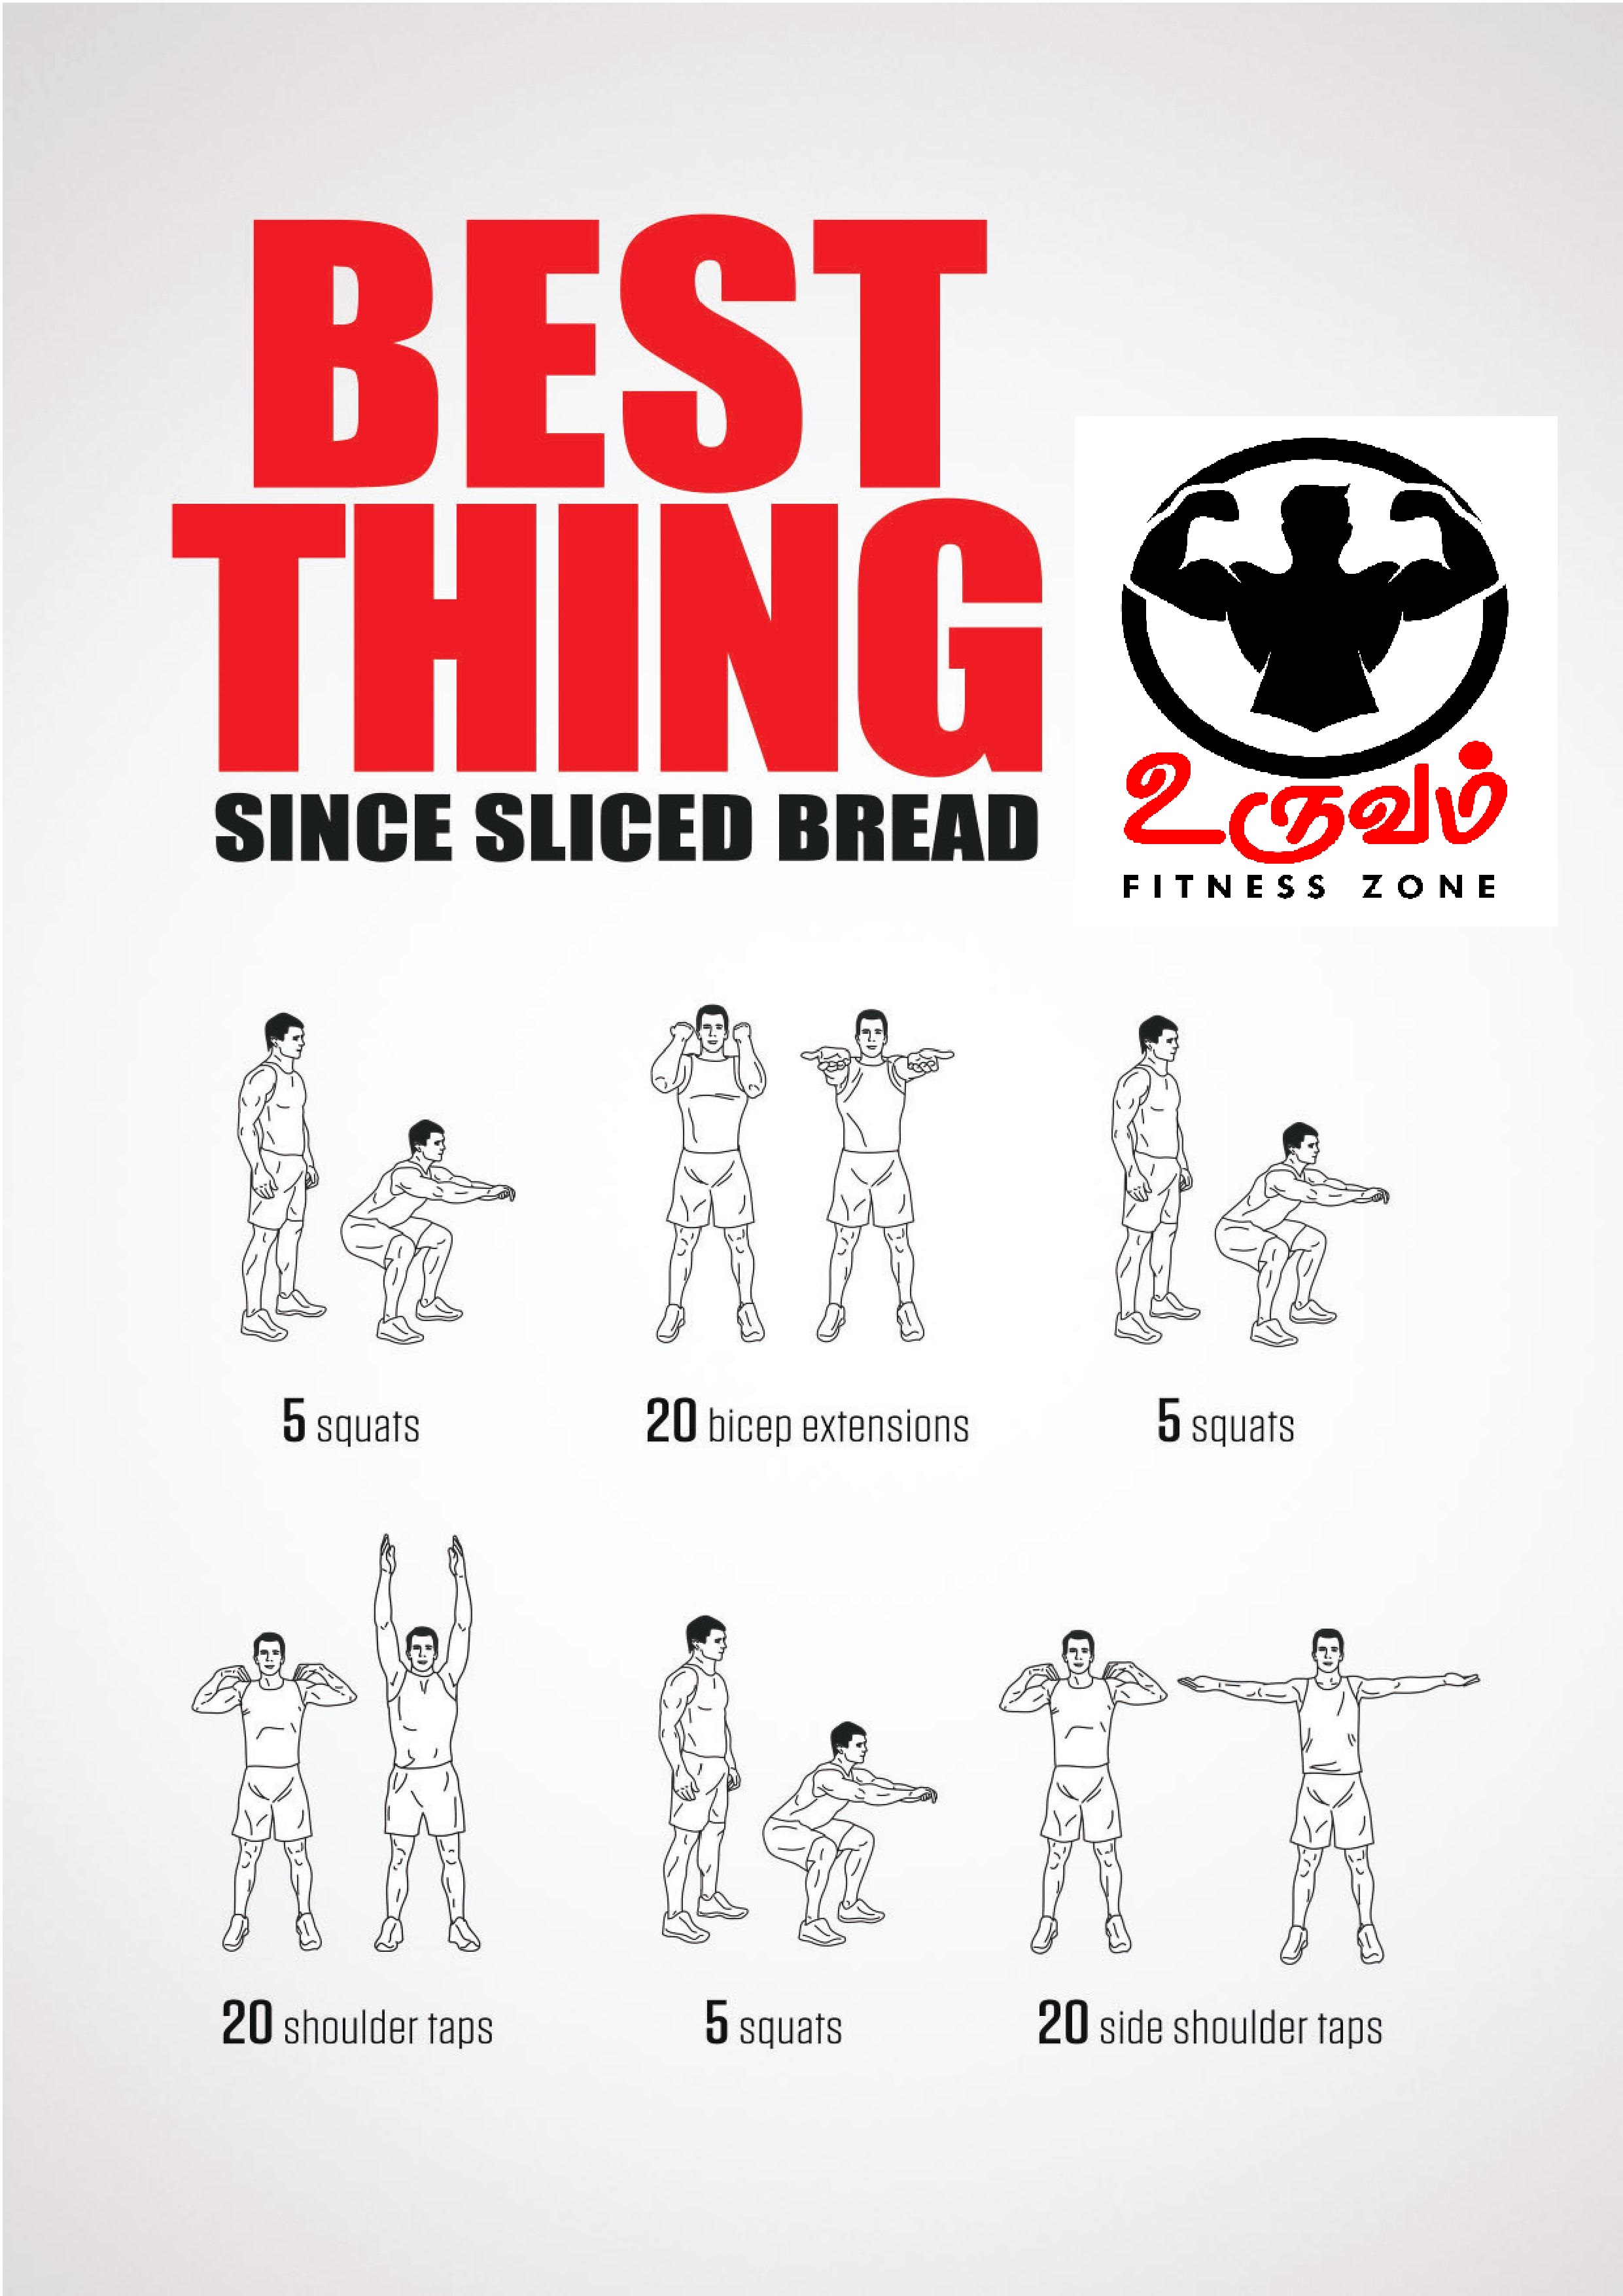 BEST
THING
SINCE SLICED BREAD
உருவம்
FITNESS ZONE
5 squats
20 bicep extensions
5 squats
20 shoulder taps
5 squats
20 side shoulder taps